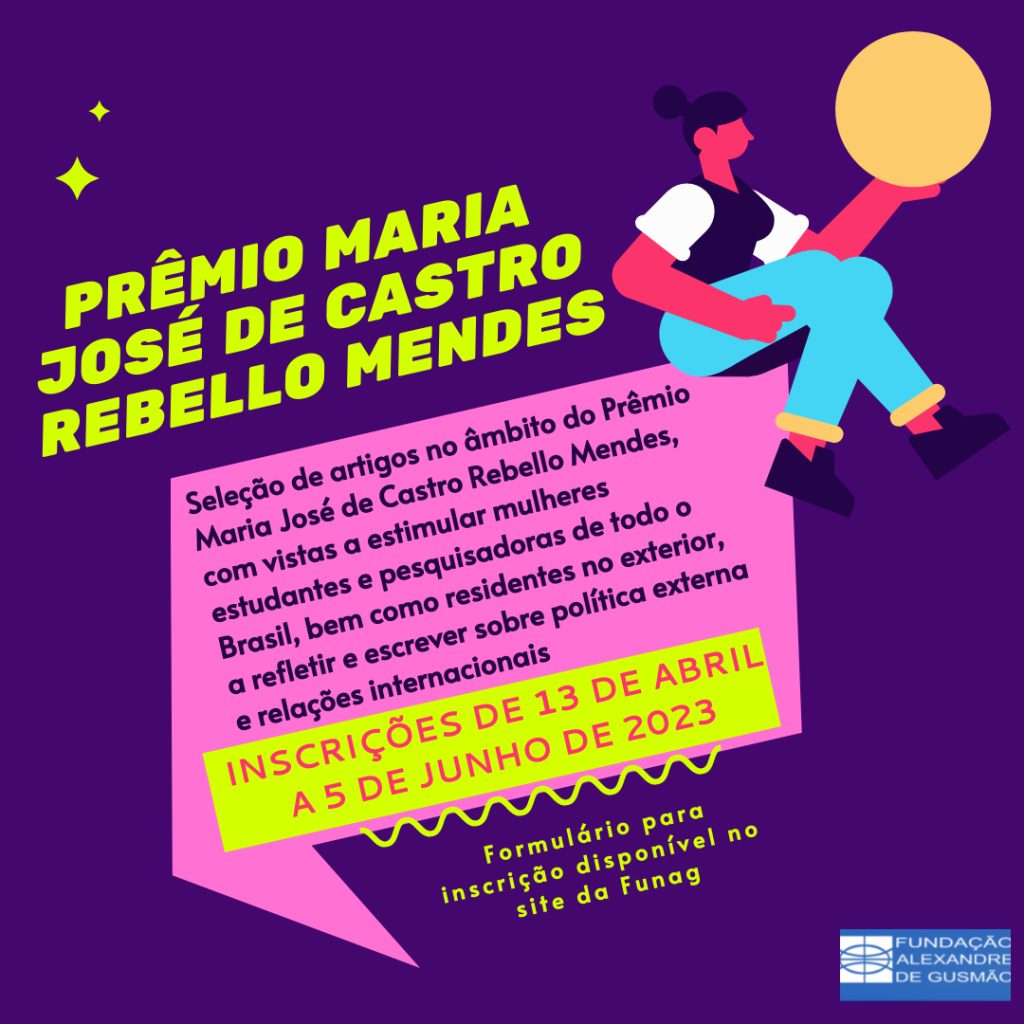 PRÊMIO MARIA
JOSÉ DE CASTRO
REBELLO MENDES
Seleção de artigos no âmbito do Prêmio
Maria José de Castro Rebello Mendes,
com vistas a estimular mulheres
estudantes e pesquisadoras de todo o
Brasil, bem como residentes no exterior,
a refletir e escrever sobre política externa
e relações internacionais
INSCRIÇÕES DE 13 DE ABRIL
A 5 DE JUNHO DE 2023
Formulário para
inscrição disponível no
site da Funag
FUNDAÇÃO
ALEXANDRE
DE GUSMÃO